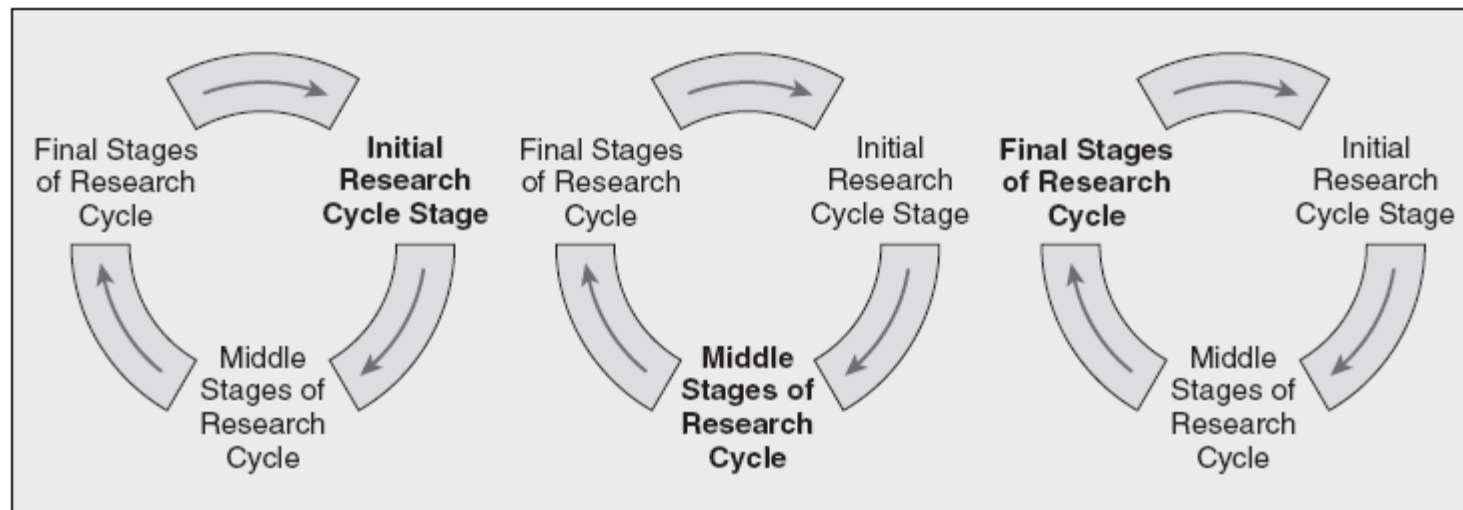 Final Stages
of Research
Cycle
Initial
Research
Cycle Stage
Middle
Stages of
Research
Cycle
Final Stages
of Research
Cycle
Initial
Research
Cycle Stage
Middle
Stages of
Research
Cycle
Final Stages
of Research
Cycle
Initial
Research
Cycle Stage
Middle
Stages of
Research
Cycle